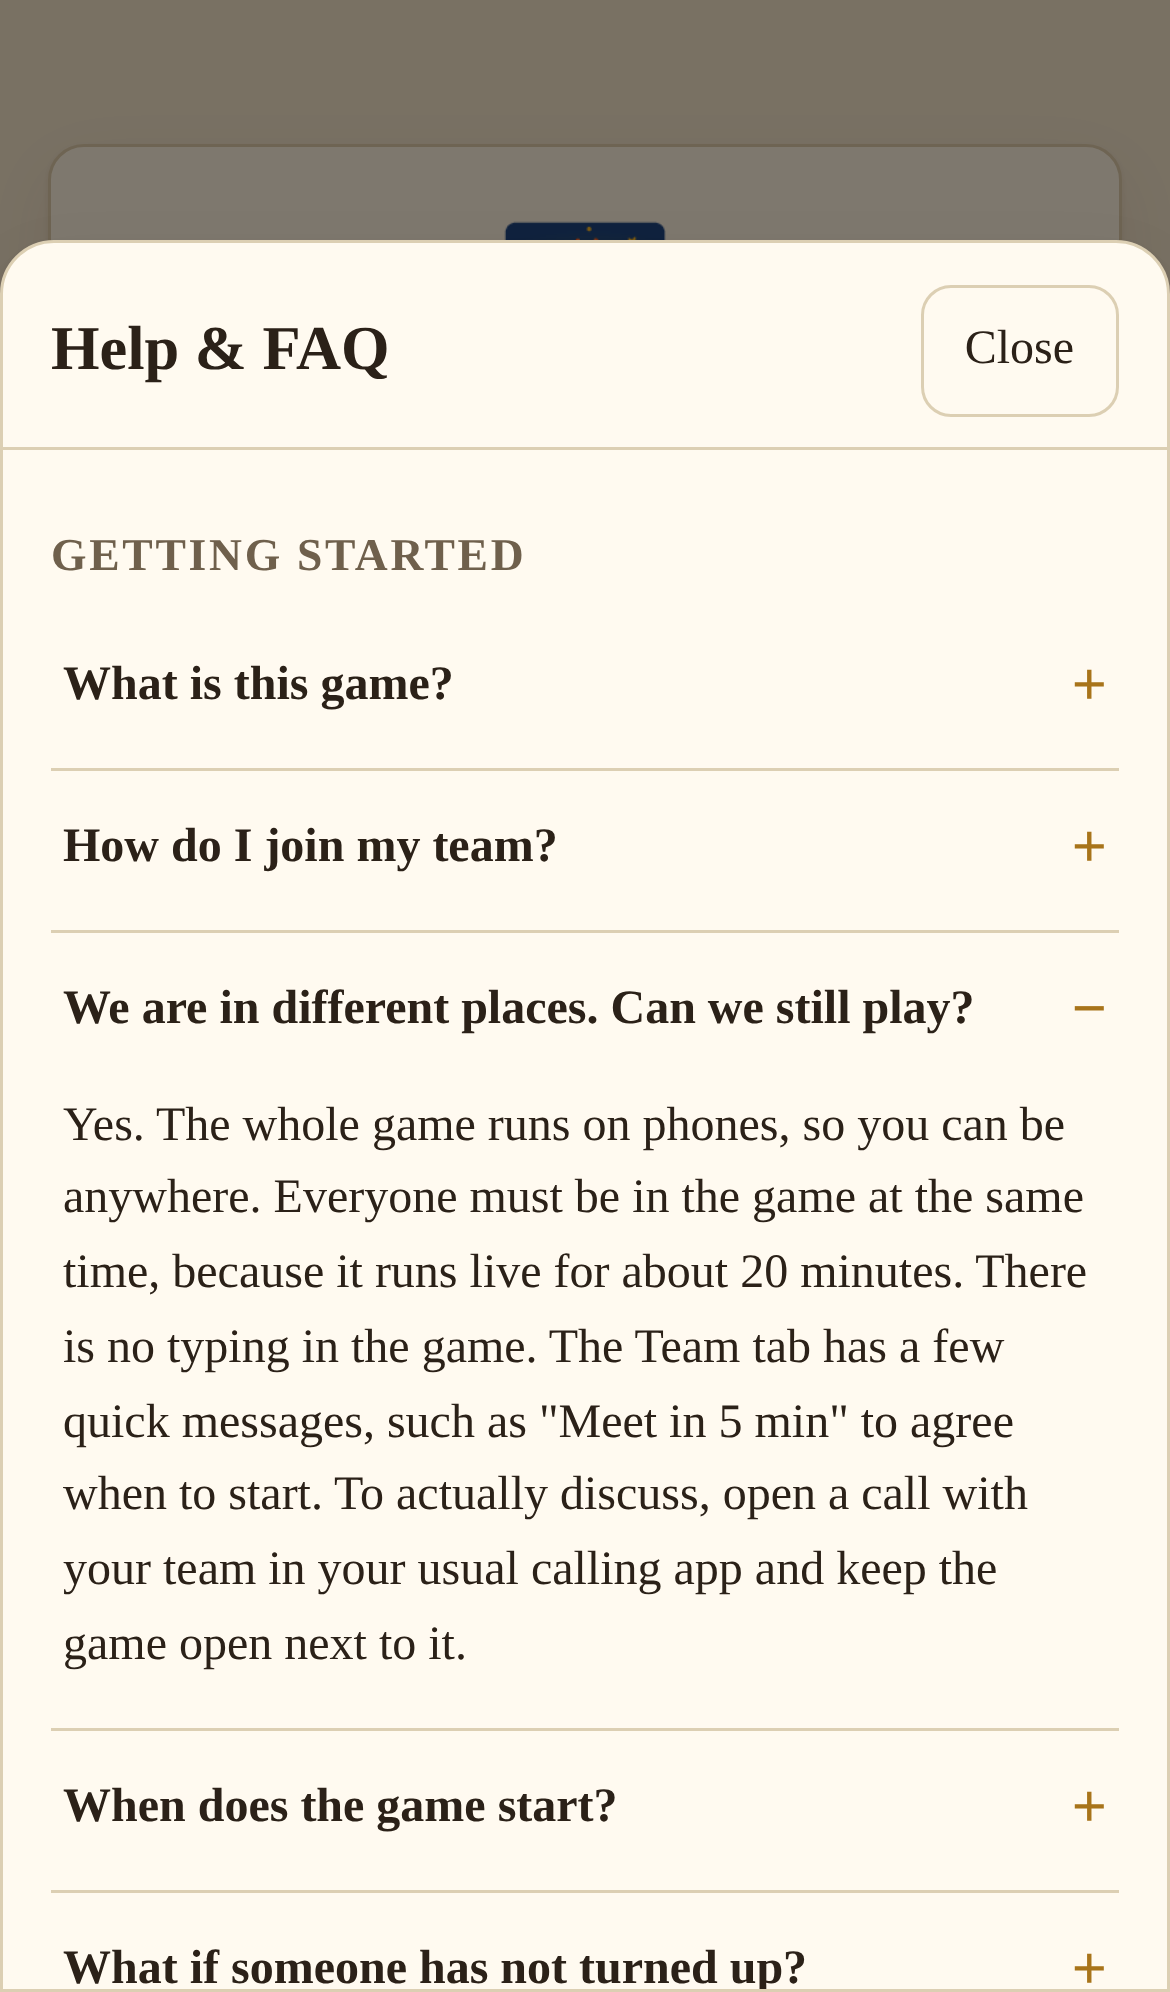 Help & FAQ
Close
GETTING STARTED
What is this game?
+
How do I join my team?
+
We are in different places. Can we still play?
−
Yes. The whole game runs on phones, so you can be
anywhere. Everyone must be in the game at the same
time, because it runs live for about 20 minutes. There
is no typing in the game. The Team tab has a few
quick messages, such as "Meet in 5 min" to agree
when to start. To actually discuss, open a call with
your team in your usual calling app and keep the
game open next to it.
When does the game start?
+
What if someone has not turned up?
+